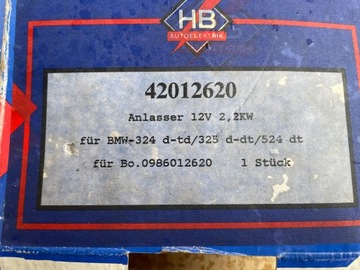 HB
AUTOELEKTRIK
42012620
Anlasser 12V 2,2KW
für BMW-324 d-td/325 d-dt/524 dt
für Bo.0986012620 1 Stück